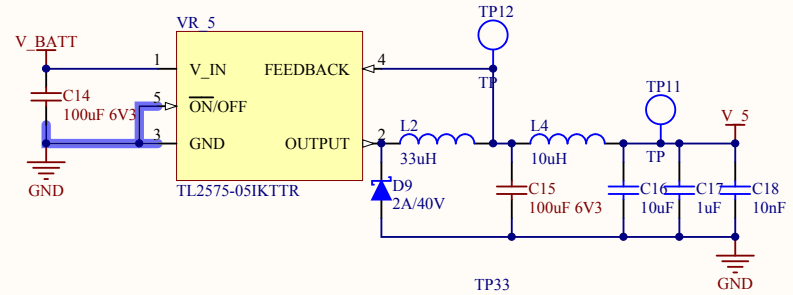 TP12
VR_5
V_BATT
1
V_IN
FEEDBACK
4
TP
TP11
C14
100uF 6V3
5
ON/OFF
V_5
3
GND
OUTPUT
2
L2
33uH
L4
10uH
TP
GND
TL2575-05IKTTR
D9
2A/40V
C15
100uF 6V3
C16
10uF
C17
1uF
C18
10nF
TP33
GND